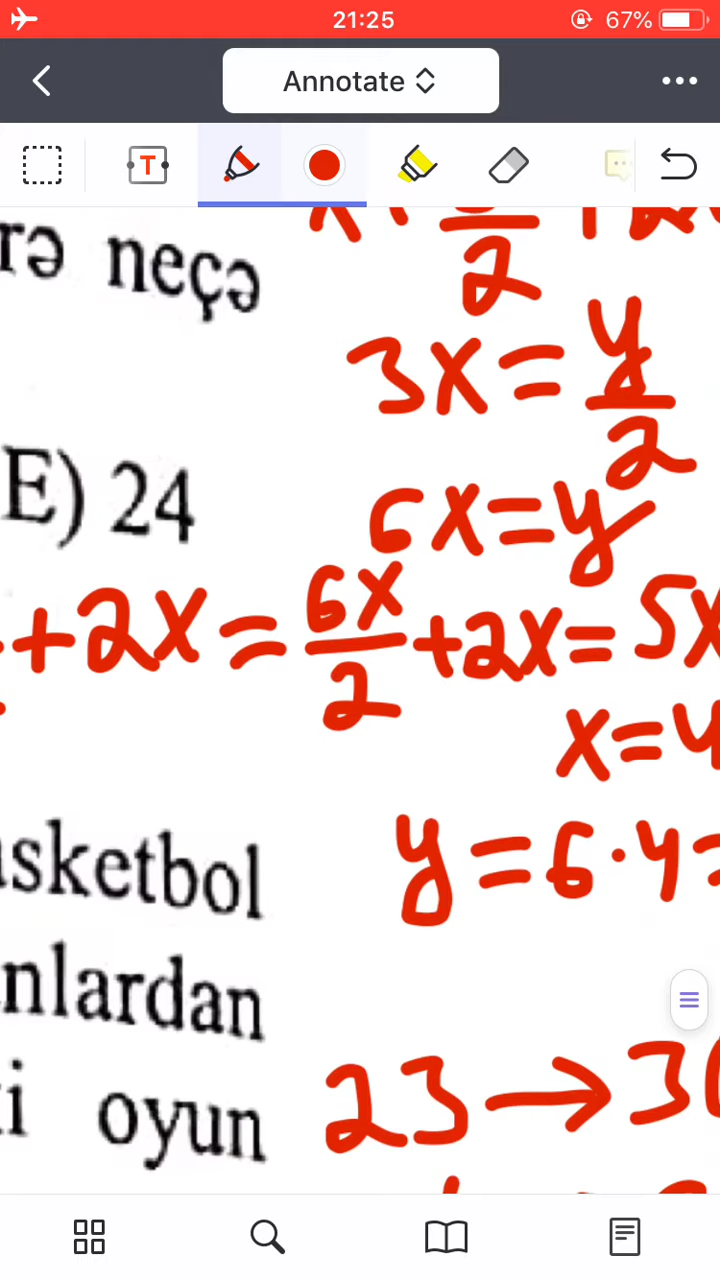 21:25
67%
Annotate
T
rə neçə
2
3x=y/2
E) 24
6x=y
+2x=6x/2+2x=5x
x=4
y=6·4=
sketbol
nlardan
i oyun
23→3